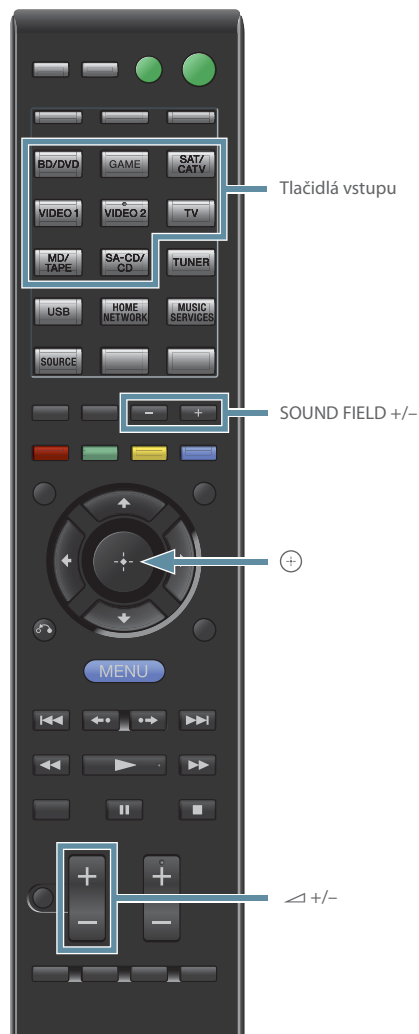 BD/DVD
GAME
SAT/
CATV
Tlačidlá vstupu
VIDEO 1
VIDEO 2
TV
MD/
TAPE
SA-CD/
CD
TUNER
USB
HOME
NETWORK
MUSIC
SERVICES
SOURCE
– +
SOUND FIELD +/–
MENU
+
–
+
–
+/–